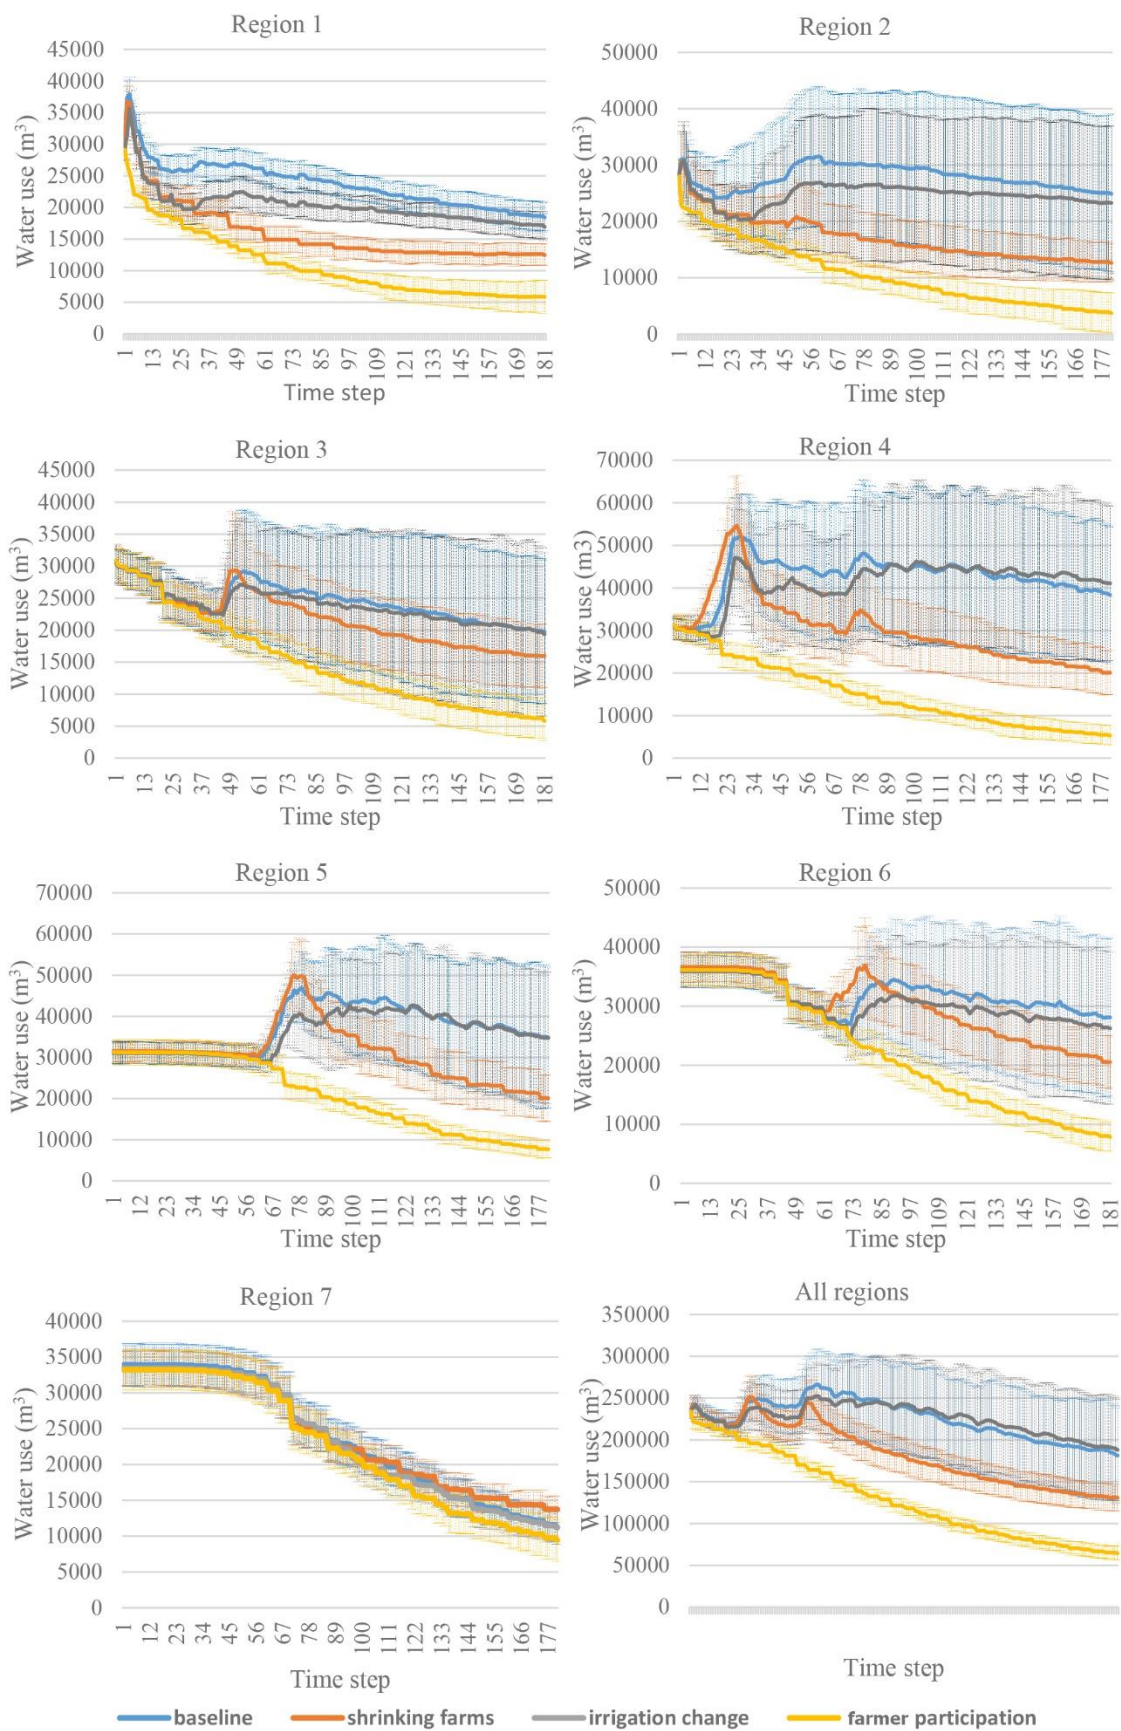 Region 1
45000
40000
35000
30000
25000
20000
15000
10000
5000
0
Water use (m³)
1 13 25 37 49 61 73 85 97 109 121 133 145 157 169 181
Time step
Region 2
50000
40000
30000
20000
10000
0
Water use (m³)
1 12 23 34 45 56 67 78 89 100 111 122 133 144 155 166 177
Time step
Region 3
45000
40000
35000
30000
25000
20000
15000
10000
5000
0
Water use (m³)
1 13 25 37 49 61 73 85 97 109 121 133 145 157 169 181
Time step
Region 4
70000
60000
50000
40000
30000
20000
10000
0
Water use (m3)
1 12 23 34 45 56 67 78 89 100 111 122 133 144 155 166 177
Time step
Region 5
70000
60000
50000
40000
30000
20000
10000
0
Water use (m³)
1 12 23 34 45 56 67 78 89 100 111 122 133 144 155 166 177
Time step
Region 6
50000
40000
30000
20000
10000
0
Water use (m³)
1 13 25 37 49 61 73 85 97 109 121 133 145 157 169 181
Time step
Region 7
40000
35000
30000
25000
20000
15000
10000
5000
0
Water use (m³)
1 12 23 34 45 56 67 78 89 100 111 122 133 144 155 166 177
Time step
All regions
350000
300000
250000
200000
150000
100000
50000
0
Water use (m³)
Time step
baseline shrinking farms irrigation change farmer participation